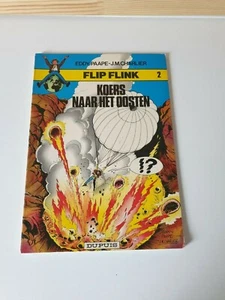 EDDY PAAPE - J.M. CHARLIER
FLIP FLINK
2
KOERS
NAAR HET OOSTEN
!?
DUPUIS